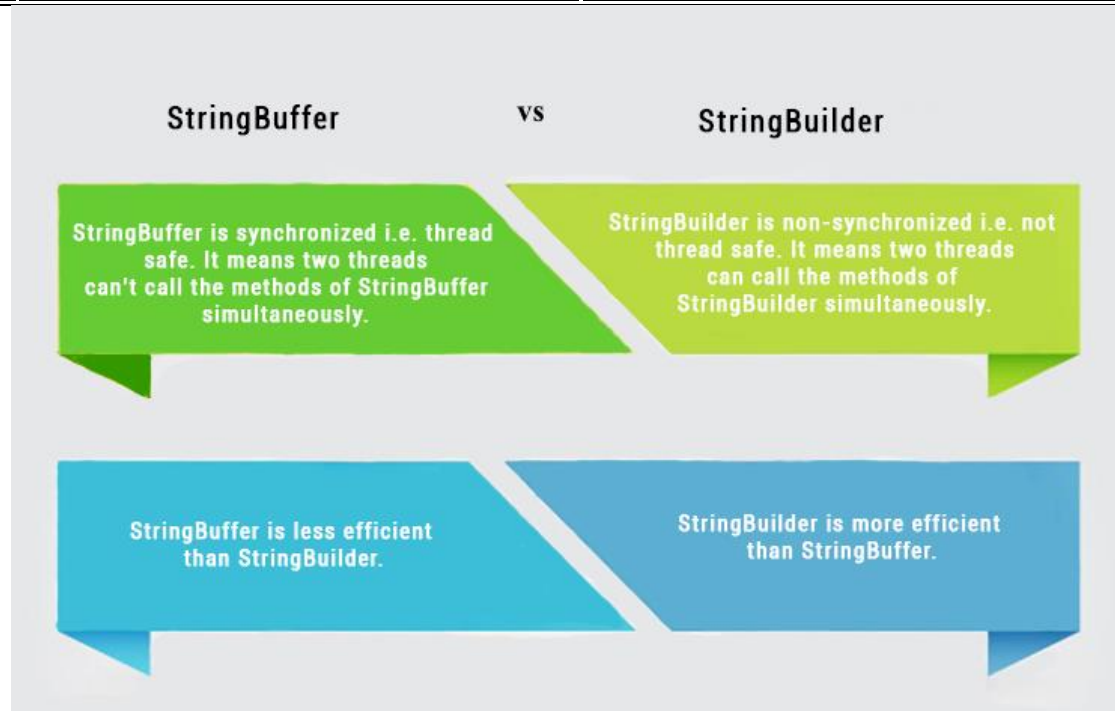 StringBuffer
vs
StringBuilder
StringBuffer is synchronized i.e. thread
safe. It means two threads
can't call the methods of StringBuffer
simultaneously.
StringBuilder is non-synchronized i.e. not
thread safe. It means two threads
can call the methods of
StringBuilder simultaneously.
StringBuffer is less efficient
than StringBuilder.
StringBuilder is more efficient
than StringBuffer.